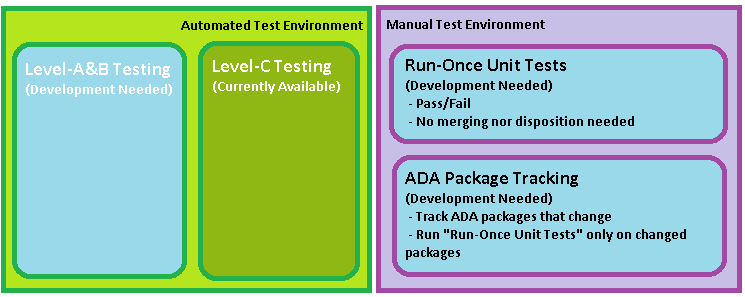 Automated Test Environment
Level-A&B Testing
(Development Needed)
Level-C Testing
(Currently Available)
Manual Test Environment
Run-Once Unit Tests
(Development Needed)
- Pass/Fail
- No merging nor disposition needed
ADA Package Tracking
(Development Needed)
- Track ADA packages that change
- Run "Run-Once Unit Tests" only on changed
packages